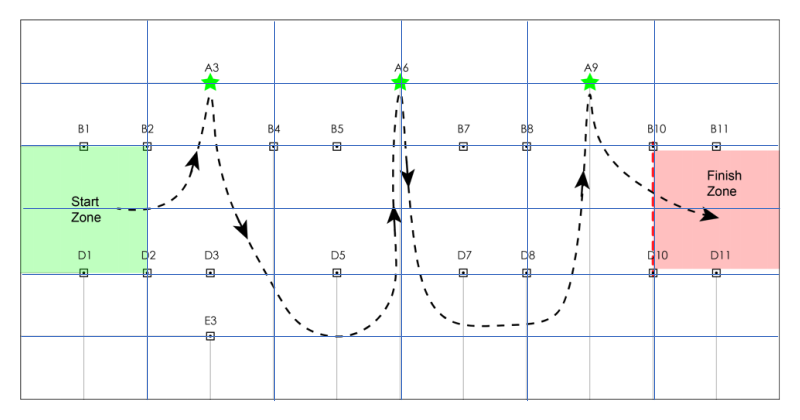 A3 A6 A9
B1 B2 B4 B5 B7 B8 B10 B11
Start
Zone
Finish
Zone
D1 D2 D3 D5 D7 D8 D10 D11
E3